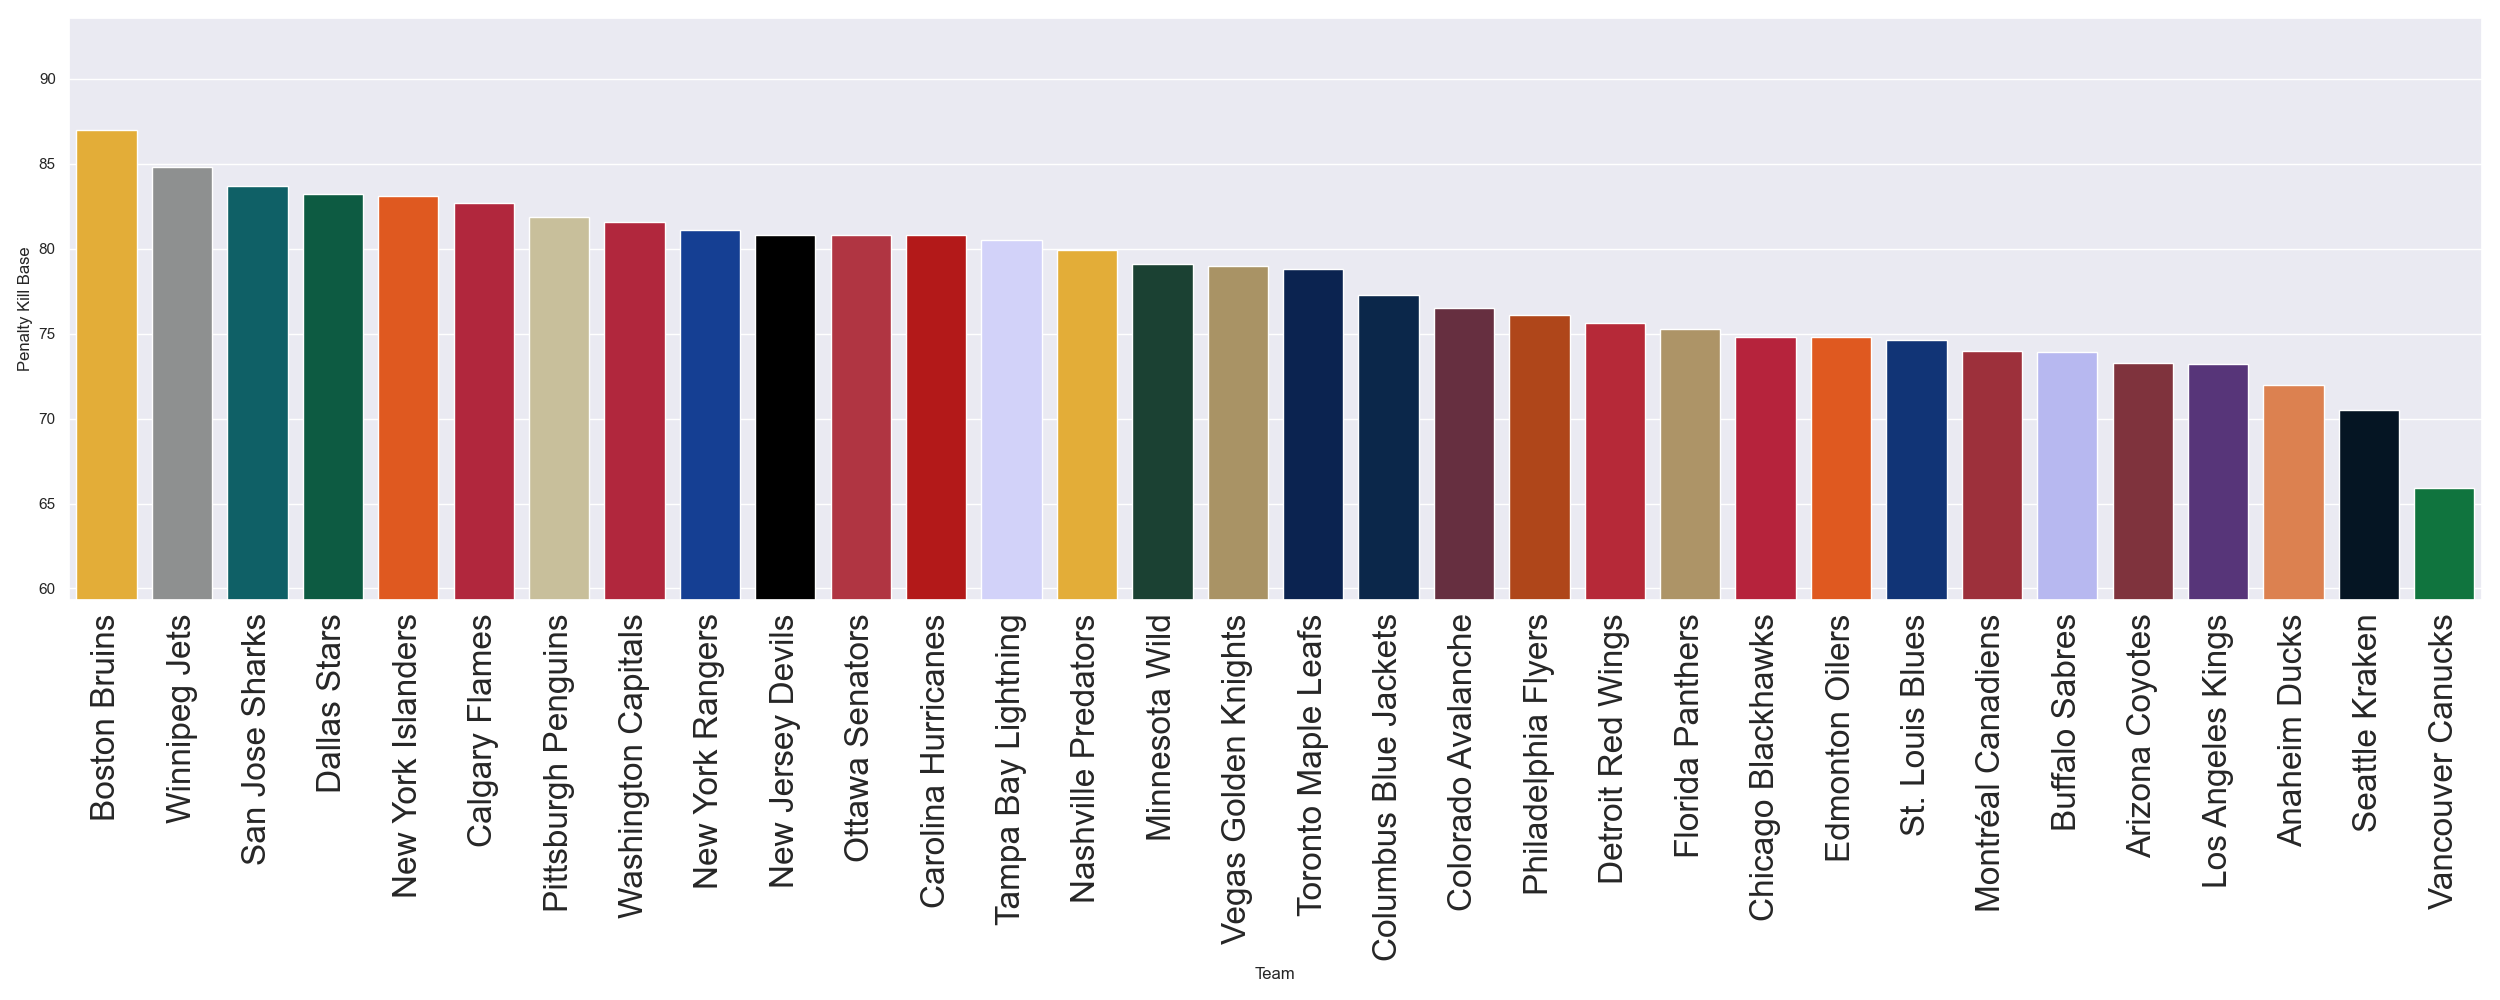 90
85
80
75
70
65
60
Penalty Kill Base
Boston Bruins
Winnipeg Jets
San Jose Sharks
Dallas Stars
New York Islanders
Calgary Flames
Pittsburgh Penguins
Washington Capitals
New York Rangers
New Jersey Devils
Ottawa Senators
Carolina Hurricanes
Tampa Bay Lightning
Nashville Predators
Minnesota Wild
Vegas Golden Knights
Toronto Maple Leafs
Columbus Blue Jackets
Colorado Avalanche
Philadelphia Flyers
Detroit Red Wings
Florida Panthers
Chicago Blackhawks
Edmonton Oilers
St. Louis Blues
Montréal Canadiens
Buffalo Sabres
Arizona Coyotes
Los Angeles Kings
Anaheim Ducks
Seattle Kraken
Vancouver Canucks
Team